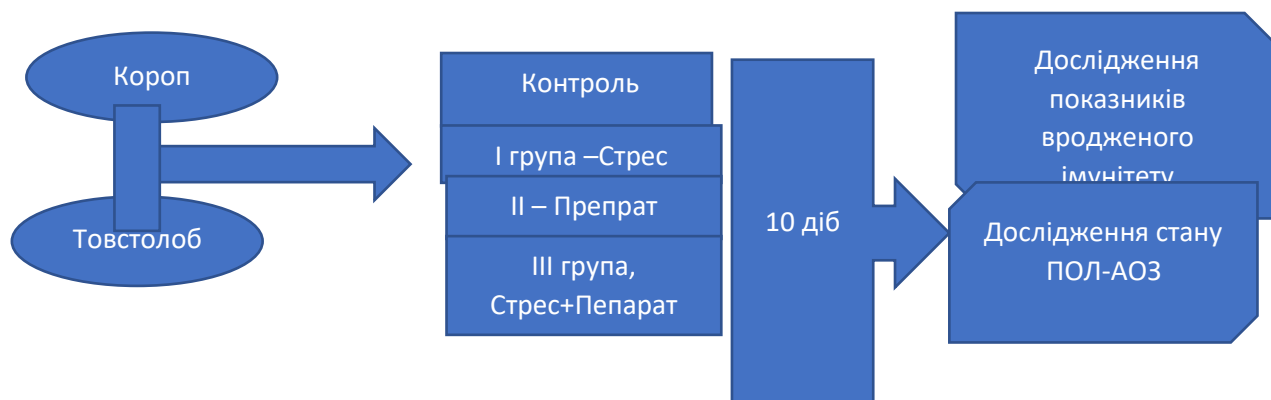 Короп
Товстолоб
Контроль
І група –Стрес
ІІ – Препрат
ІІІ група,
Стрес+Пепарат
10 діб
Дослідження
показників
вродженого
імунітету
Дослідження стану
ПОЛ-АОЗ